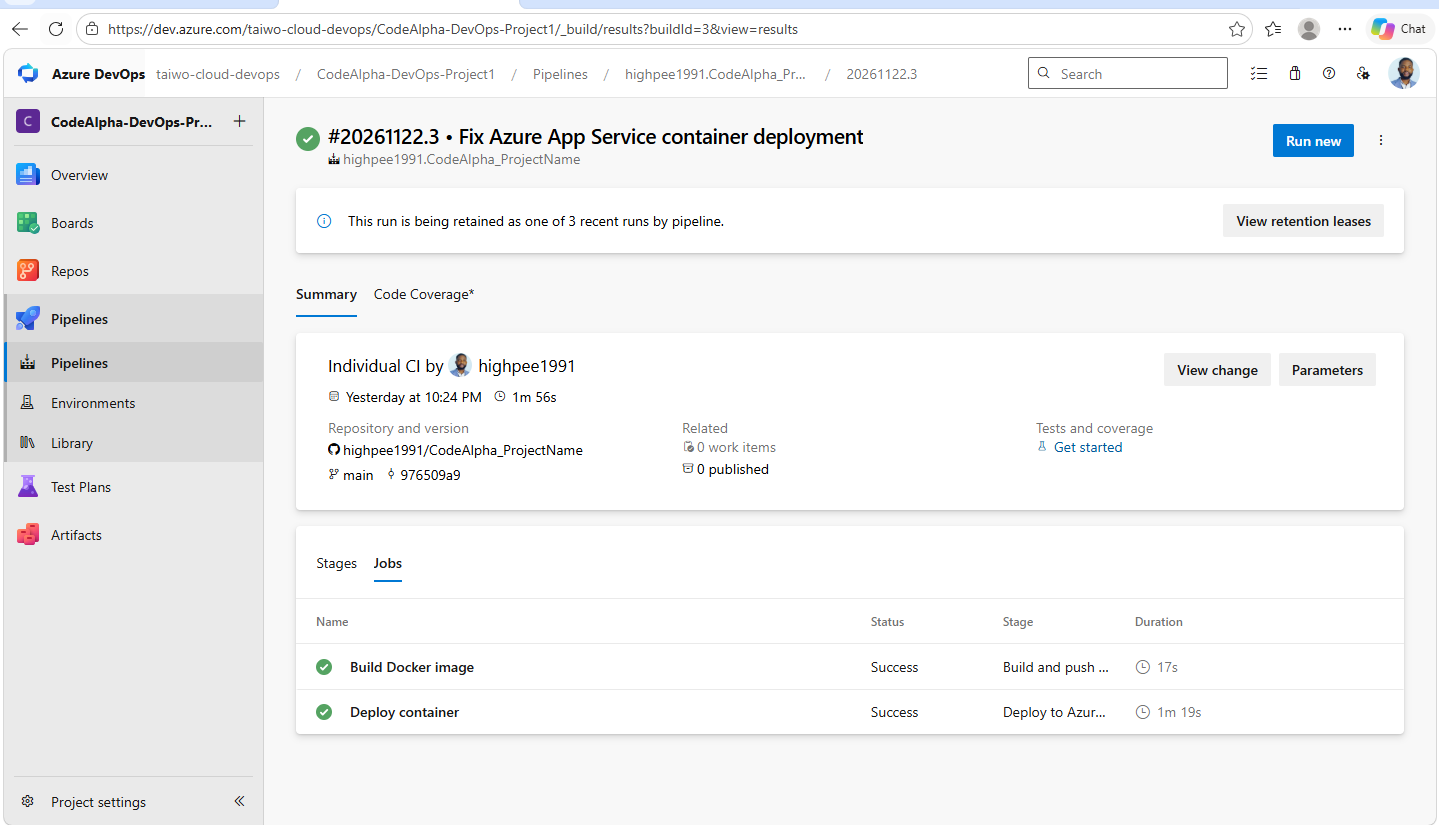 https://dev.azure.com/taiwo-cloud-devops/CodeAlpha-DevOps-Project1/_build/results?buildId=3&view=results
Chat
Azure DevOps taiwo-cloud-devops / CodeAlpha-DevOps-Project1 / Pipelines / highpee1991.CodeAlpha_Pr... / 20261122.3
Search
C CodeAlpha-DevOps-Pr... +
Overview
Boards
Repos
Pipelines
Pipelines
Environments
Library
Test Plans
Artifacts
Project settings
#20261122.3 • Fix Azure App Service container deployment
highpee1991.CodeAlpha_ProjectName
Run new
This run is being retained as one of 3 recent runs by pipeline.
View retention leases
Summary Code Coverage*
Individual CI by highpee1991
View change Parameters
Yesterday at 10:24 PM 1m 56s
Repository and version Related Tests and coverage
highpee1991/CodeAlpha_ProjectName 0 work items Get started
main 976509a9 0 published
Stages Jobs
Name Status Stage Duration
Build Docker image Success Build and push ... 17s
Deploy container Success Deploy to Azur... 1m 19s